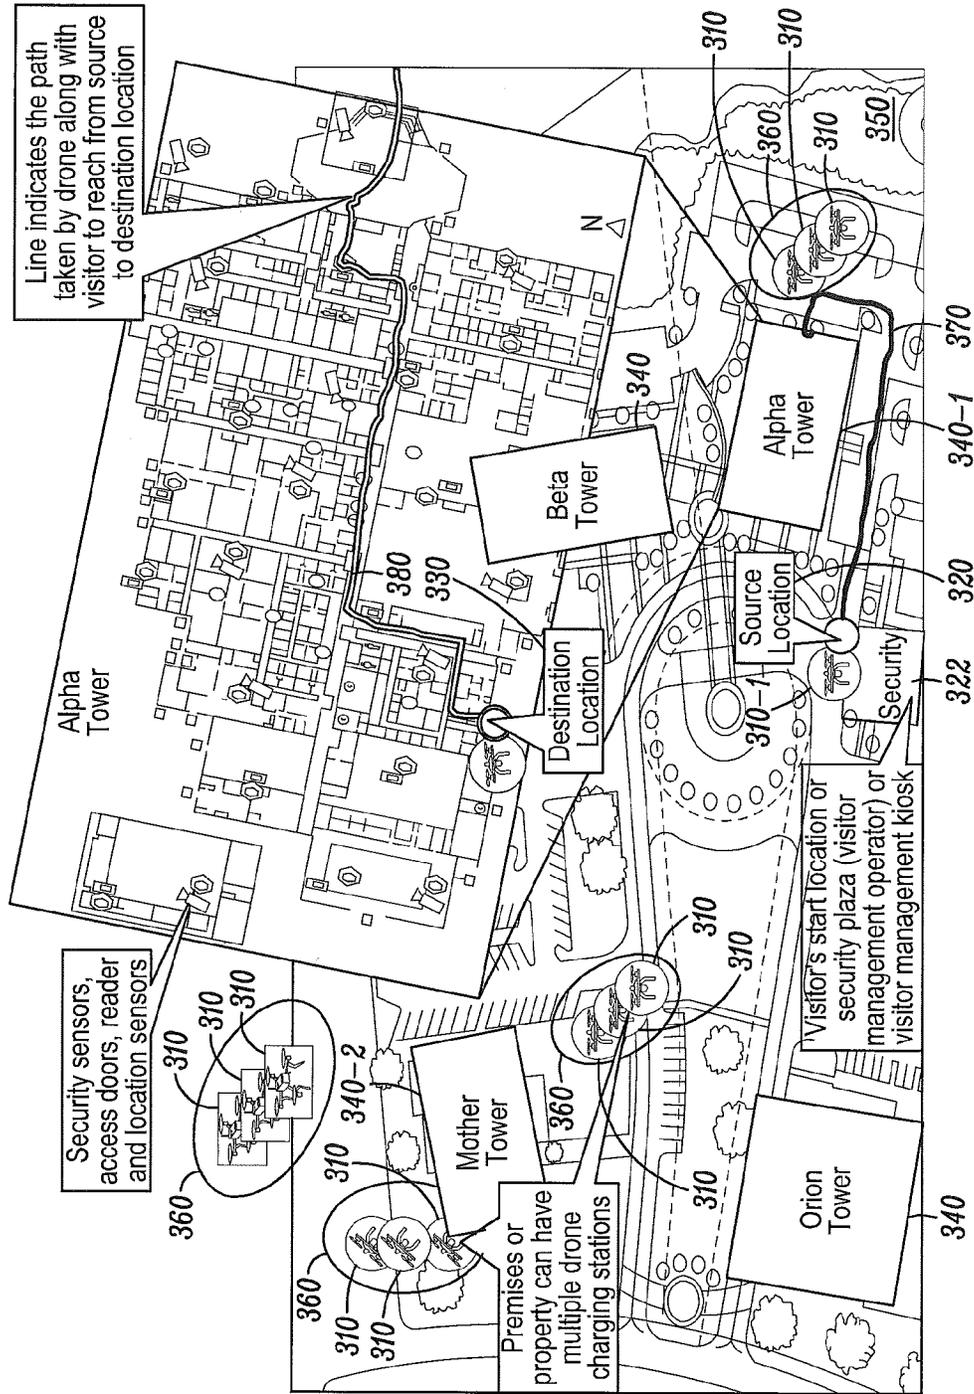 Security sensors,
access doors, reader
and location sensors
Alpha
Tower
Line indicates the path
taken by drone along with
visitor to reach from source
to destination location
360
310
310
310
360
310
310
310
340-2
380
330
Mother
Tower
Premises or
property can have
multiple drone
charging stations
360
Destination
Location
Beta
Tower
340
N
310
310
310
310-1
Source
Location
Alpha
Tower
310
310
360
310
350
Orion
Tower
Visitor's start location or
security plaza (visitor
management operator) or
visitor management kiosk
Security
340
322
320
340-1
370